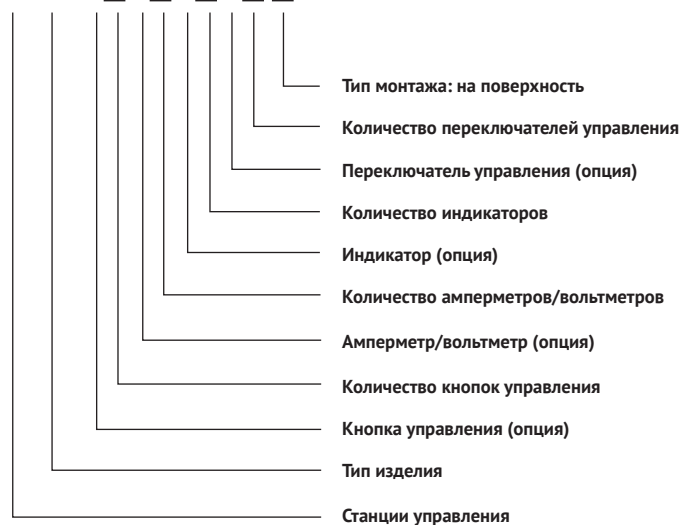 Тип монтажа: на поверхность
Количество переключателей управления
Переключатель управления (опция)
Количество индикаторов
Индикатор (опция)
Количество амперметров/вольтметров
Амперметр/вольтметр (опция)
Количество кнопок управления
Кнопка управления (опция)
Тип изделия
Станции управления